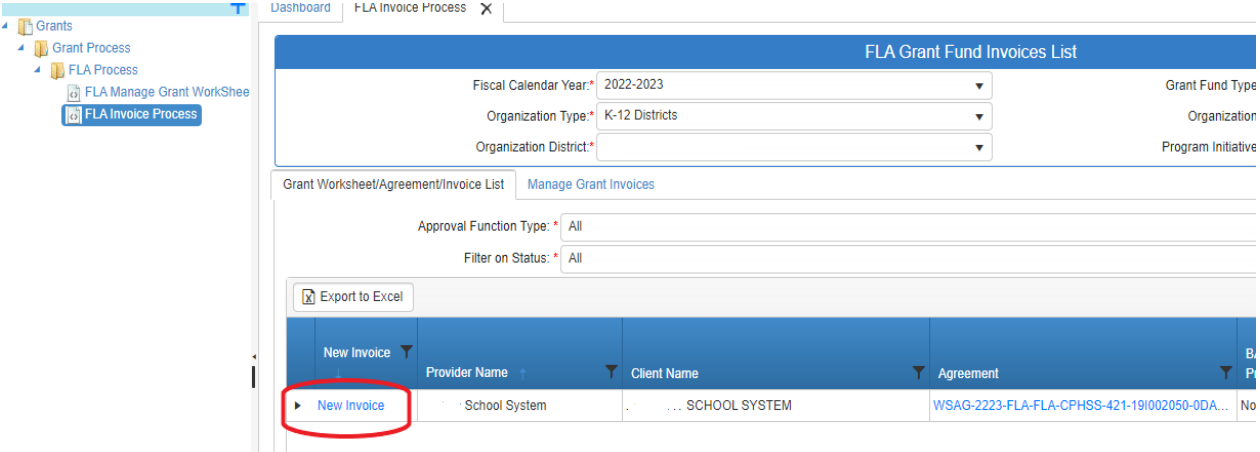 Dashboard FLA Invoice Process X
Grants
Grant Process
FLA Process
FLA Manage Grant WorkShee
FLA Invoice Process
FLA Grant Fund Invoices List
Fiscal Calendar Year:* 2022-2023 Grant Fund Type
Organization Type:* K-12 Districts Organization
Organization District:* Program Initiative
Grant Worksheet/Agreement/Invoice List Manage Grant Invoices
Approval Function Type: * All
Filter on Status: * All
Export to Excel
New Invoice BA
Provider Name Client Name Agreement Pr
New Invoice School System . ... SCHOOL SYSTEM WSAG-2223-FLA-FLA-CPHSS-421-19I002050-0DA... No